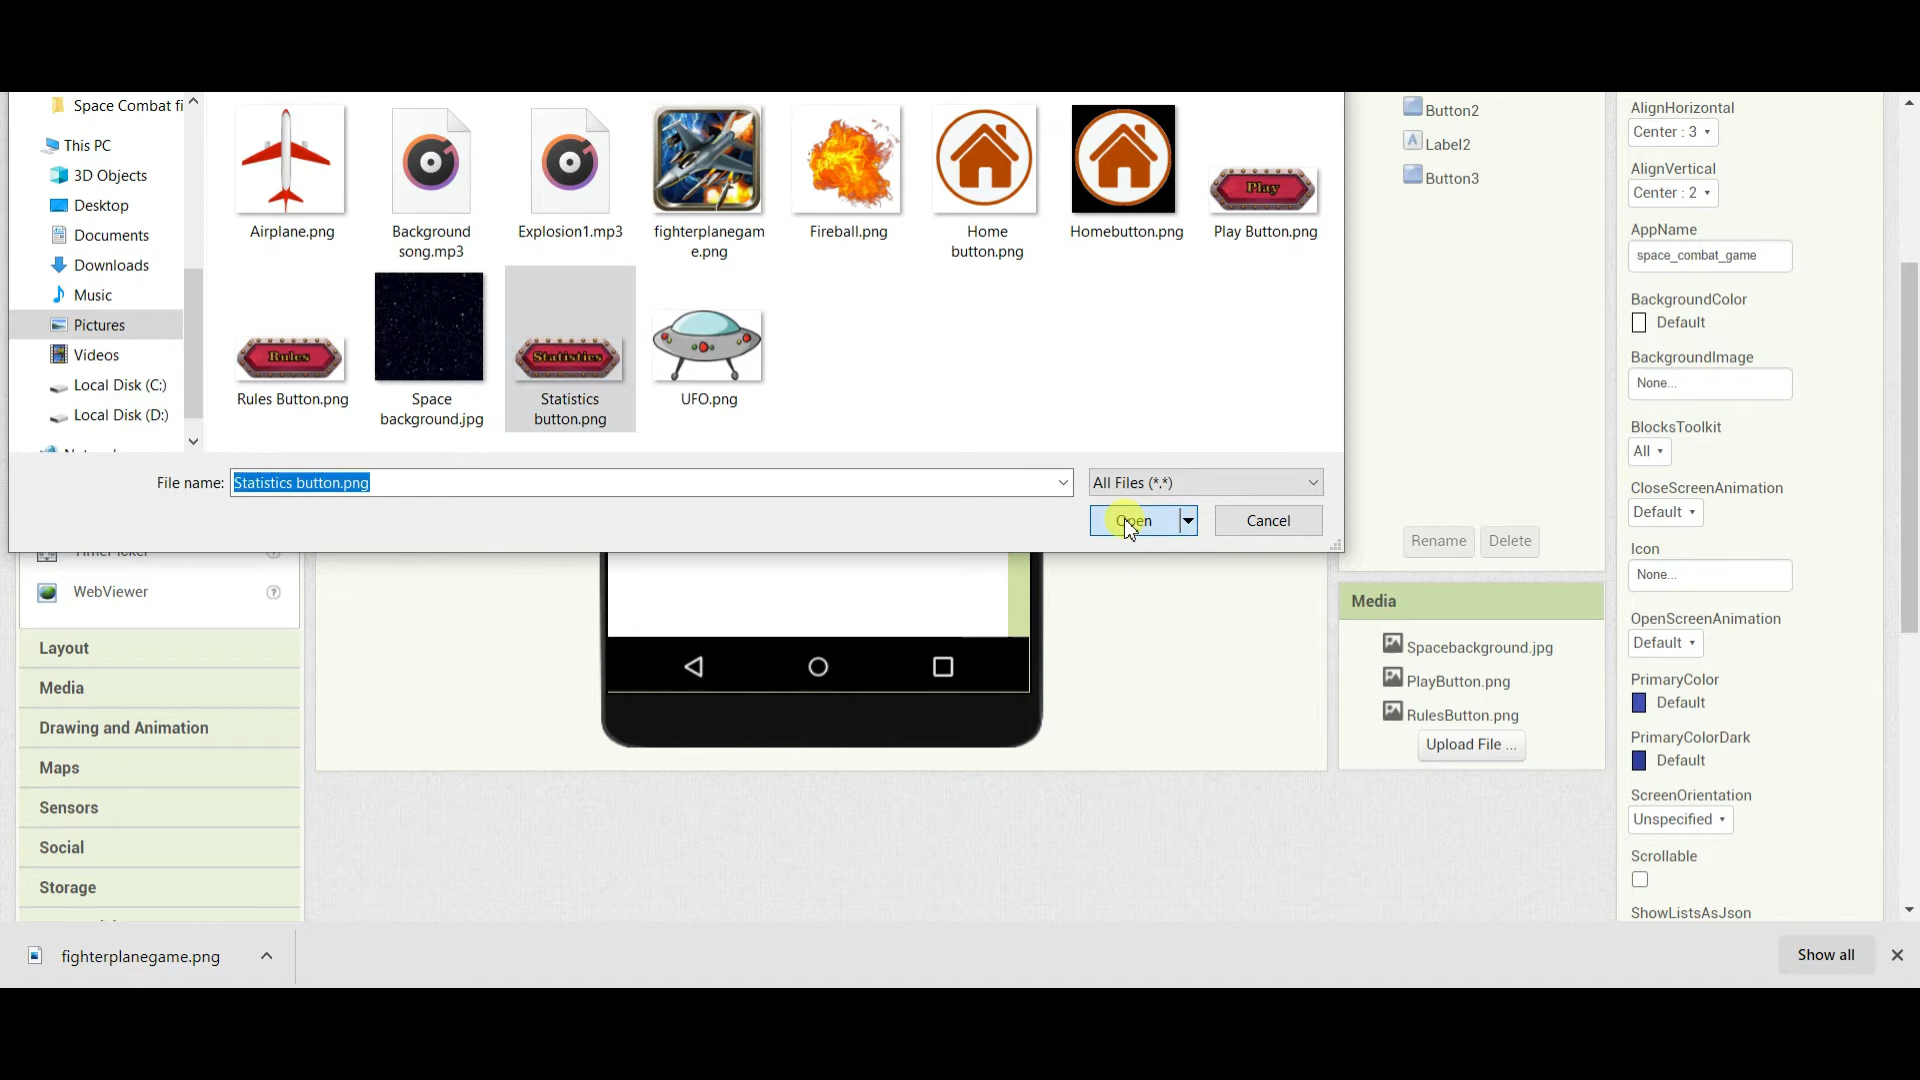 Space Combat fi
This PC
3D Objects
Desktop
Documents
Downloads
Music
Pictures
Videos
Local Disk (C:)
Local Disk (D:)
Airplane.png
Background
song.mp3
Explosion1.mp3
fighterplanegam
e.png
Fireball.png
Home
button.png
Homebutton.png
Play
Play Button.png
Rules
Rules Button.png
Space
background.jpg
Statistics
Statistics
button.png
UFO.png
File name:
Statistics button.png
All Files (*.*)
Open
Cancel
TimePicker
WebViewer
Layout
Media
Drawing and Animation
Maps
Sensors
Social
Storage
Button2
Label2
Button3
Rename
Delete
Media
Spacebackground.jpg
PlayButton.png
RulesButton.png
Upload File ...
AlignHorizontal
Center : 3
AlignVertical
Center : 2
AppName
space_combat_game
BackgroundColor
Default
BackgroundImage
None...
BlocksToolkit
All
CloseScreenAnimation
Default
Icon
None...
OpenScreenAnimation
Default
PrimaryColor
Default
PrimaryColorDark
Default
ScreenOrientation
Unspecified
Scrollable
ShowListsAsJson
fighterplanegame.png
Show all